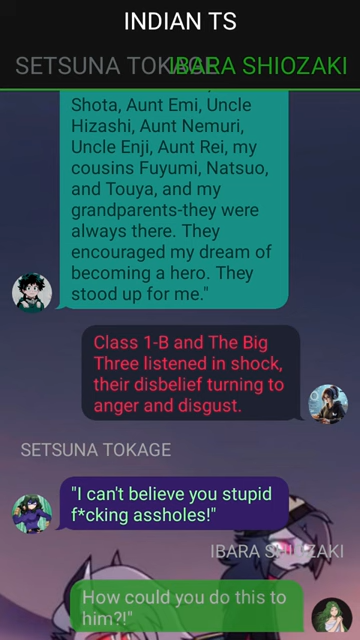 INDIAN TS
SETSUNA TOKAGE IBARA SHIOZAKI
Shota, Aunt Emi, Uncle
Hizashi, Aunt Nemuri,
Uncle Enji, Aunt Rei, my
cousins Fuyumi, Natsuo,
and Touya, and my
grandparents-they were
always there. They
encouraged my dream of
becoming a hero. They
stood up for me."
Class 1-B and The Big
Three listened in shock,
their disbelief turning to
anger and disgust.
SETSUNA TOKAGE
"I can't believe you stupid
f*cking assholes!"
IBARA SHIOZAKI
How could you do this to
him?!"